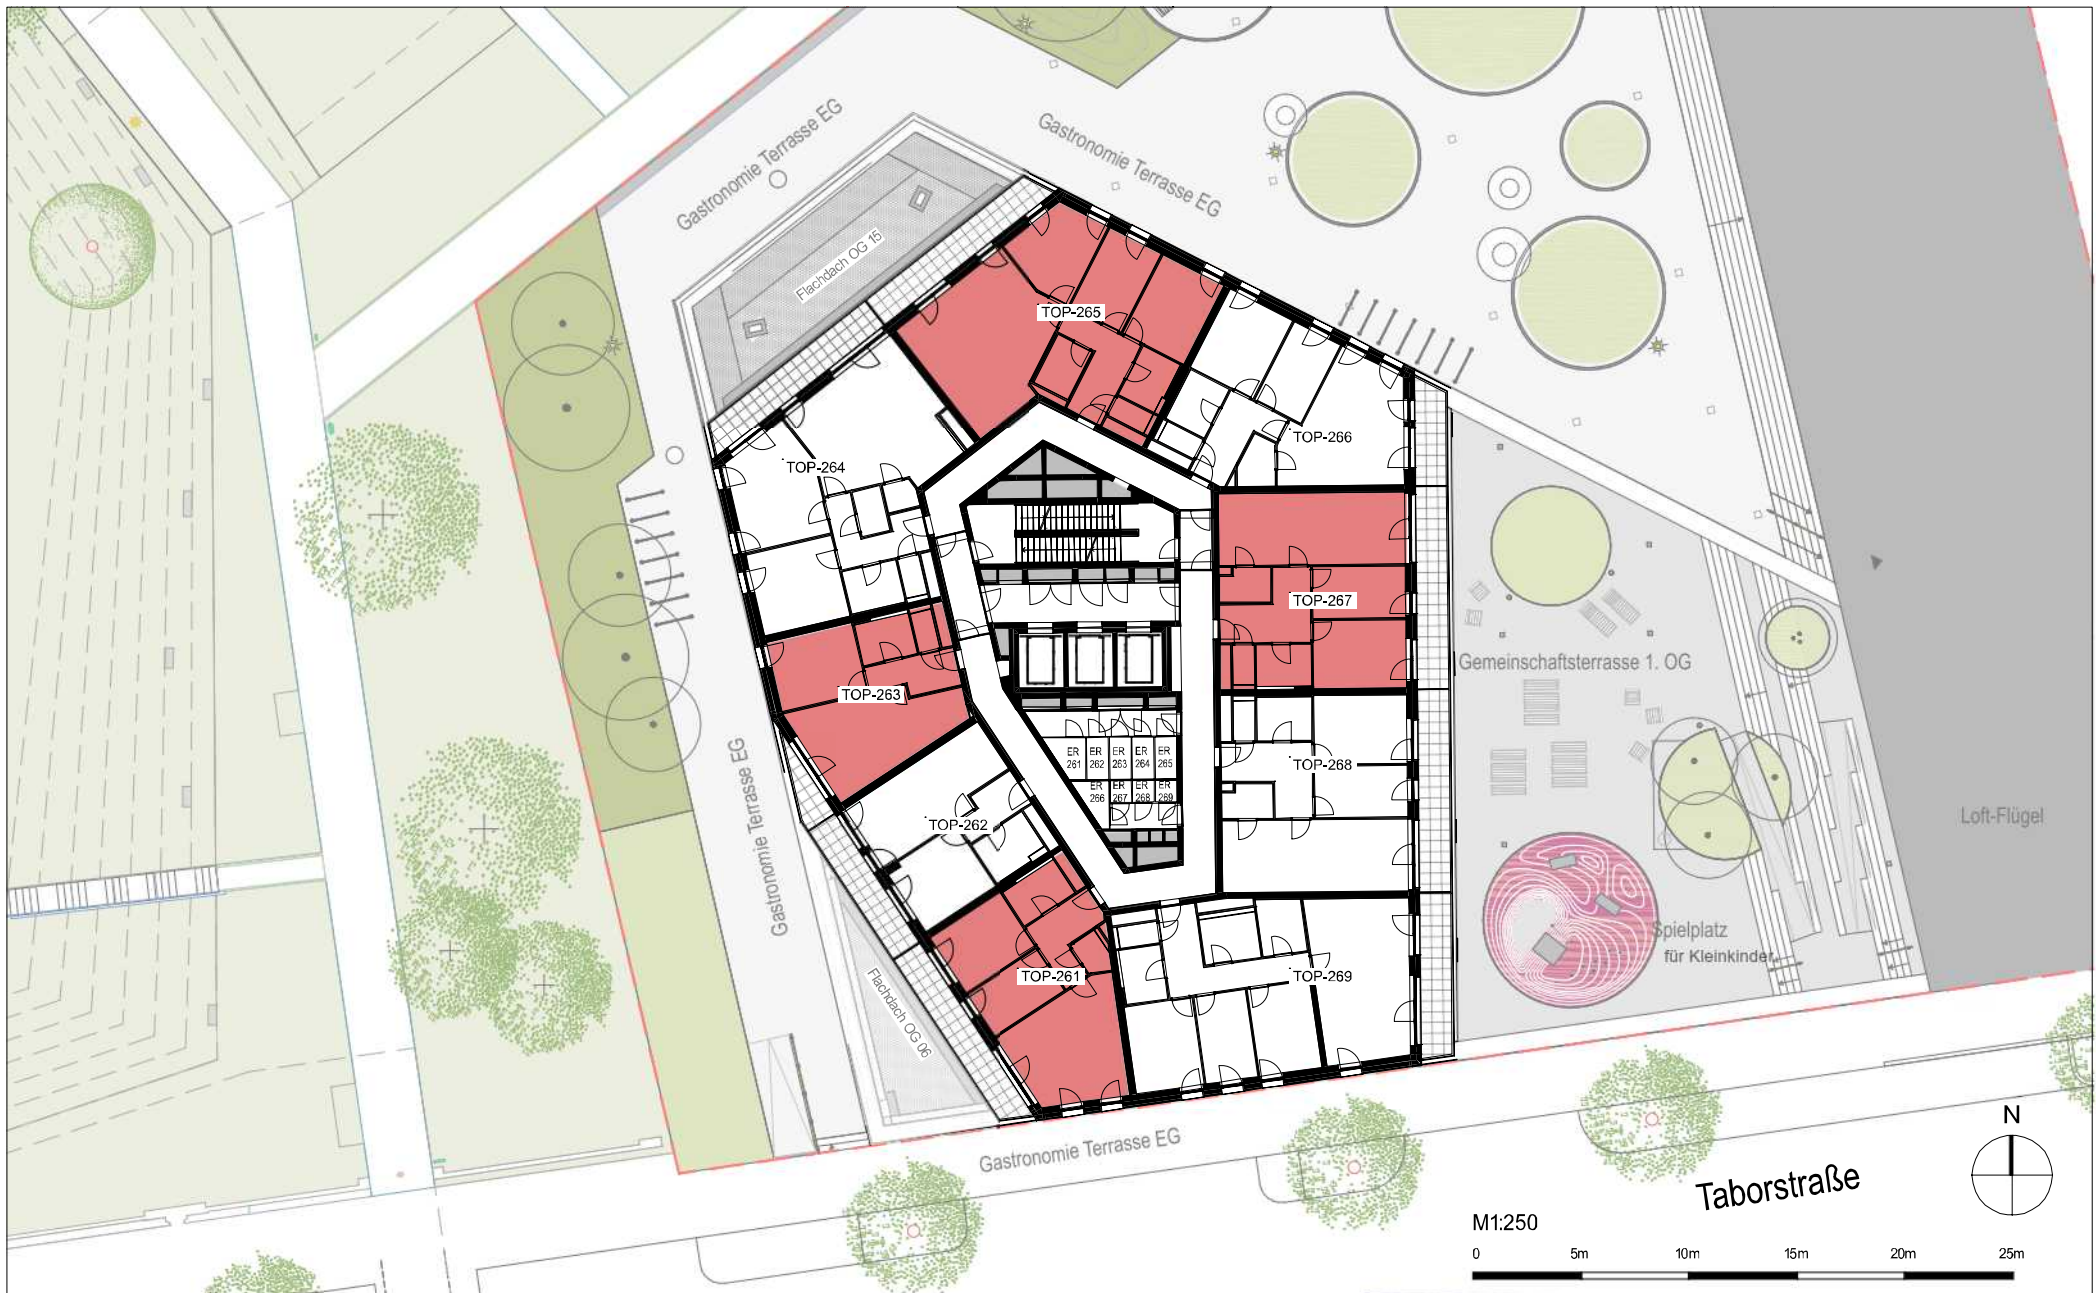 Gastronomie Terrasse EG
Gastronomie Terrasse EG
Flachdach OG 15
TOP-265
TOP-266
TOP-264
TOP-267
TOP-263
Gemeinschaftsterrasse 1. OG
ER 261
ER 262
ER 263
ER 264
ER 265
ER 266
ER 267
ER 268
ER 269
TOP-268
TOP-262
Gastronomie Terrasse EG
Loft-Flügel
Spielplatz
für Kleinkinder
TOP-261
TOP-269
Flachdach OG 06
Gastronomie Terrasse EG
N
Taborstraße
M1:250
0 5m 10m 15m 20m 25m